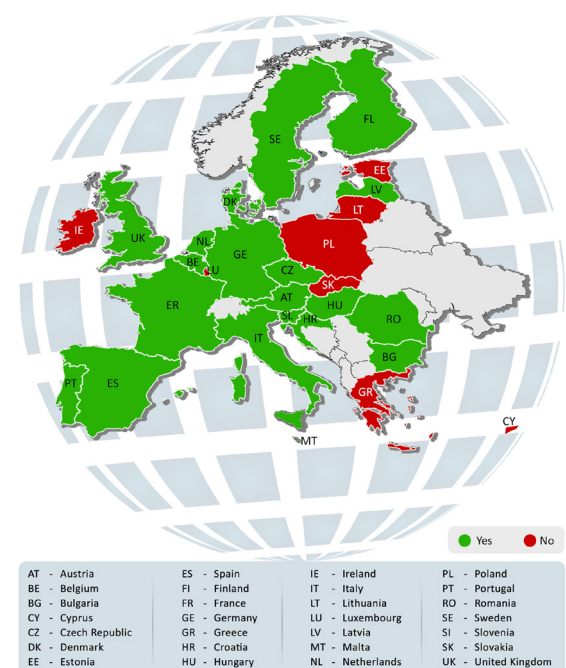 FL
SE
EE
LV
DK
LT
IE
UK
NL
PL
GE
BE
LU
CZ
SK
AT
HU
ER
SL
HR
RO
IT
BG
PT
ES
GR
CY
MT
Yes No
AT - Austria
BE - Belgium
BG - Bulgaria
CY - Cyprus
CZ - Czech Republic
DK - Denmark
EE - Estonia
ES - Spain
FI - Finland
FR - France
GE - Germany
GR - Greece
HR - Croatia
HU - Hungary
IE - Ireland
IT - Italy
LT - Lithuania
LU - Luxembourg
LV - Latvia
MT - Malta
NL - Netherlands
PL - Poland
PT - Portugal
RO - Romania
SE - Sweden
SI - Slovenia
SK - Slovakia
UK - United Kingdom